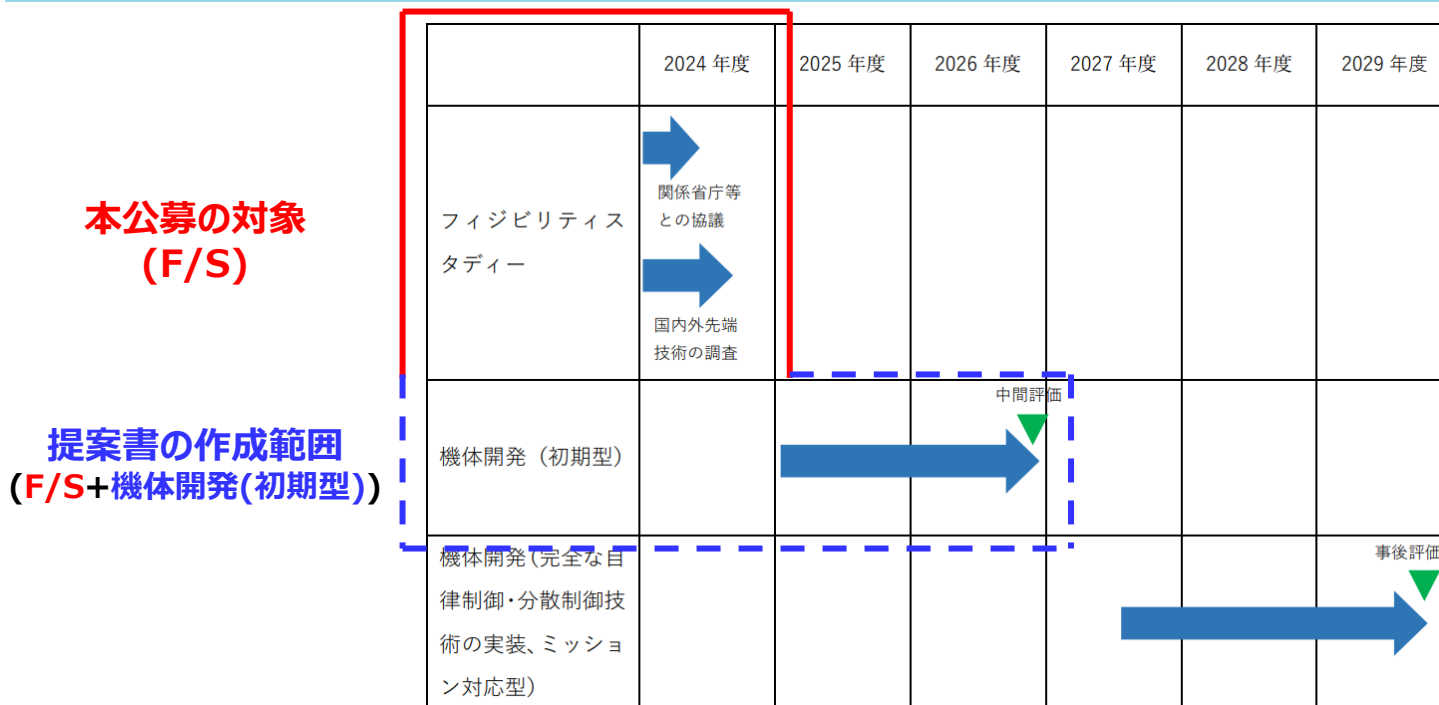 2024 年度
2025 年度
2026 年度
2027 年度
2028 年度
2029 年度
本公募の対象
(F/S)
フィジビリティス
タディー
関係省庁等
との協議
国内外先端
技術の調査
提案書の作成範囲
(F/S+機体開発(初期型))
機体開発（初期型）
中間評価
機体開発（完全な自
律制御・分散制御技
術の実装、ミッショ
ン対応型）
事後評価